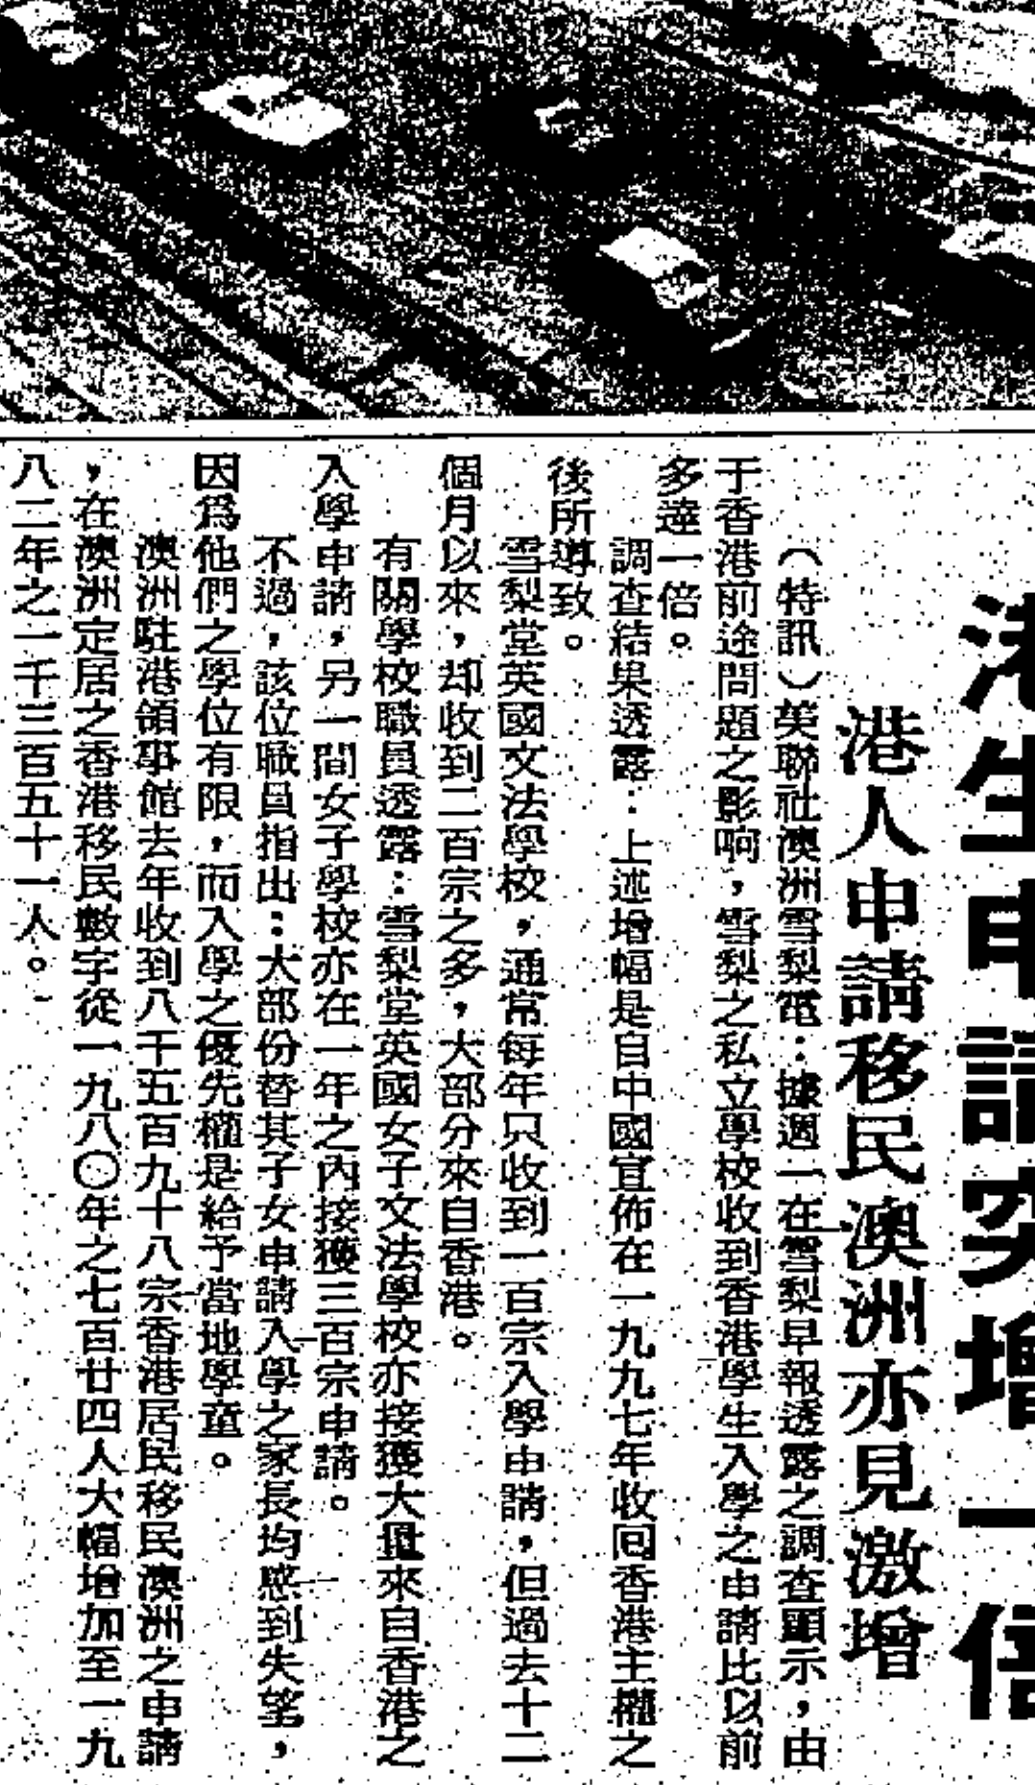 港生申請突增一倍
港人申請移民澳洲亦見激增
（特訊）英聯社澳洲雪梨電：據週一在雪梨早報透露之調查顯示，由
于香港前途問題之影响，雪梨之私立學校收到香港學生入學之申請比以前
多達一倍。
調查結果透露：上述增幅是自中國宣佈在一九九七年收回香港主權之
後所導致。
雪梨堂英國文法學校，通常每年只收到一百宗入學申請，但過去十二
個月以來，却收到二百宗之多，大部分來自香港。
有關學校職員透露：雪梨堂英國女子文法學校亦接獲大量來自香港之
入學申請，另一間女子學校亦在一年之內接獲三百宗申請。
不過，該位職員指出：大部份替其子女申請入學之家長均感到失望，
因爲他們之學位有限，而入學之優先權是給予當地學童。
澳洲駐港領事館去年收到八千五百九十八宗香港居民移民澳洲之申請
，在澳洲定居之香港移民數字從一九八〇年之七百廿四人大幅增加至一九
八二年之一千三百五十一人。